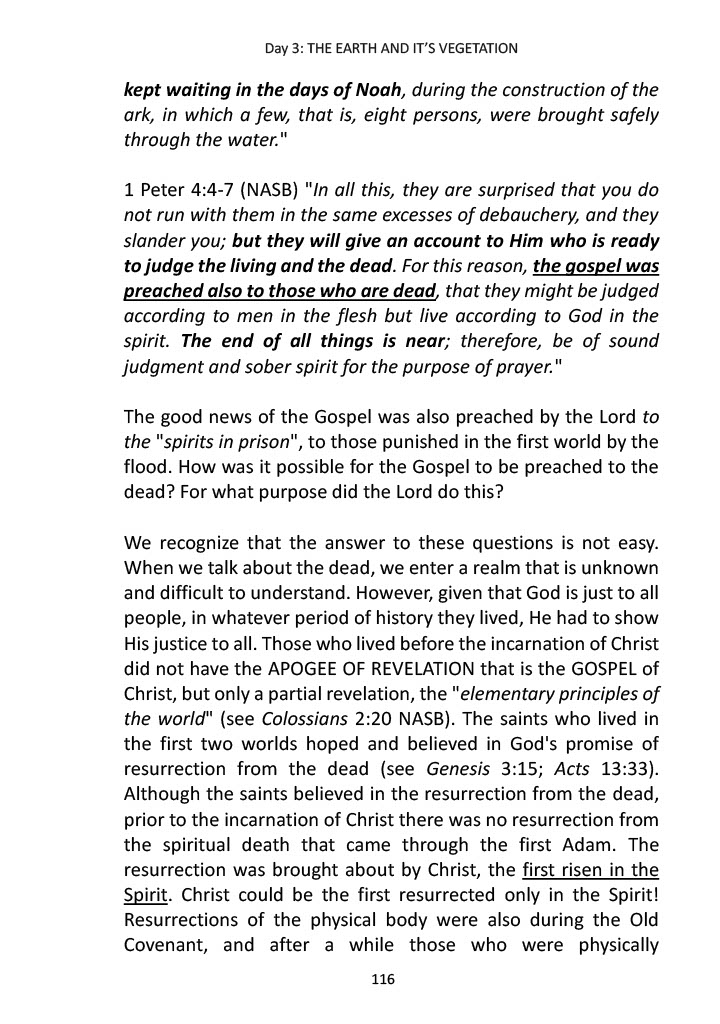 Day 3: THE EARTH AND IT'S VEGETATION
kept waiting in the days of Noah, during the construction of the
ark, in which a few, that is, eight persons, were brought safely
through the water."
1 Peter 4:4-7 (NASB) "In all this, they are surprised that you do
not run with them in the same excesses of debauchery, and they
slander you; but they will give an account to Him who is ready
to judge the living and the dead. For this reason, the gospel was
preached also to those who are dead, that they might be judged
according to men in the flesh but live according to God in the
spirit. The end of all things is near; therefore, be of sound
judgment and sober spirit for the purpose of prayer."
The good news of the Gospel was also preached by the Lord to
the "spirits in prison", to those punished in the first world by the
flood. How was it possible for the Gospel to be preached to the
dead? For what purpose did the Lord do this?
We recognize that the answer to these questions is not easy.
When we talk about the dead, we enter a realm that is unknown
and difficult to understand. However, given that God is just to all
people, in whatever period of history they lived, He had to show
His justice to all. Those who lived before the incarnation of Christ
did not have the APOGEE OF REVELATION that is the GOSPEL of
Christ, but only a partial revelation, the "elementary principles of
the world" (see Colossians 2:20 NASB). The saints who lived in
the first two worlds hoped and believed in God's promise of
resurrection from the dead (see Genesis 3:15; Acts 13:33).
Although the saints believed in the resurrection from the dead,
prior to the incarnation of Christ there was no resurrection from
the spiritual death that came through the first Adam. The
resurrection was brought about by Christ, the first risen in the
Spirit. Christ could be the first resurrected only in the Spirit!
Resurrections of the physical body were also during the Old
Covenant, and after a while those who were physically
116